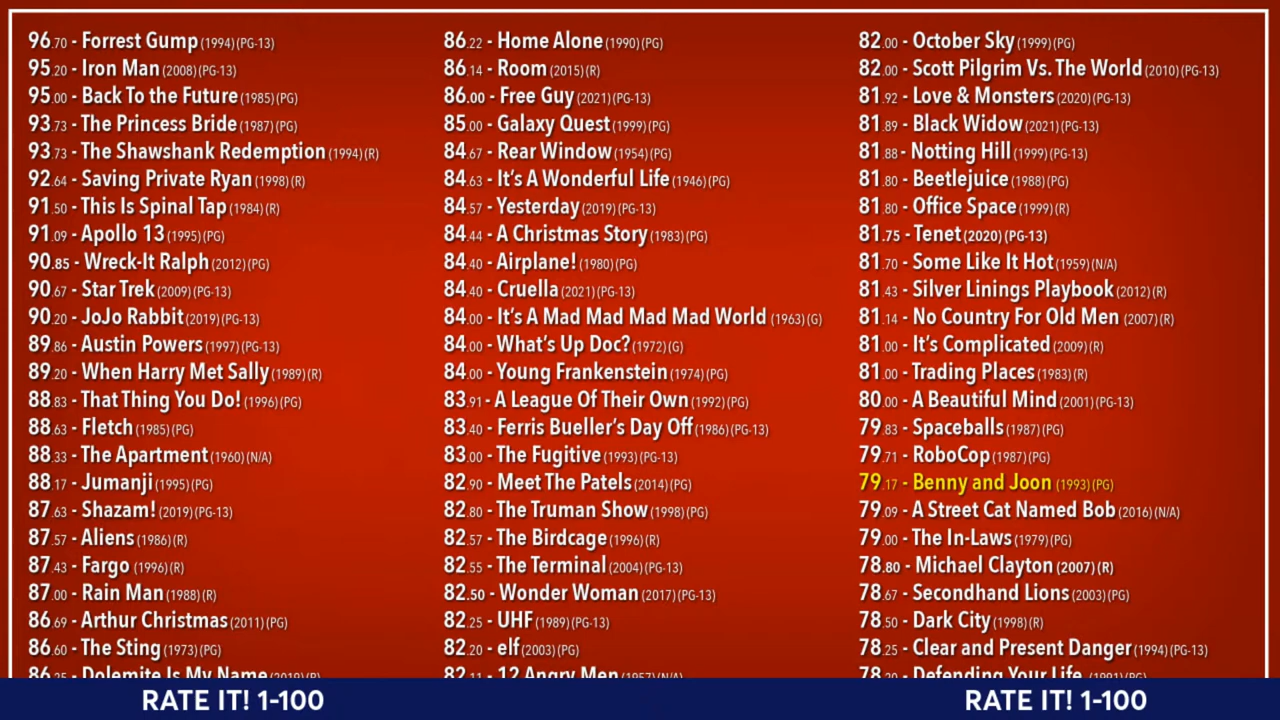 96.70 - Forrest Gump (1994)(PG-13)
95.20 - Iron Man (2008)(PG-13)
95.00 - Back To the Future (1985)(PG)
93.73 - The Princess Bride (1987)(PG)
93.73 - The Shawshank Redemption (1994)(R)
92.64 - Saving Private Ryan (1998)(R)
91.50 - This Is Spinal Tap (1984)(R)
91.09 - Apollo 13 (1995)(PG)
90.85 - Wreck-It Ralph (2012)(PG)
90.67 - Star Trek (2009)(PG-13)
90.20 - JoJo Rabbit (2019)(PG-13)
89.86 - Austin Powers (1997)(PG-13)
89.20 - When Harry Met Sally (1989)(R)
88.83 - That Thing You Do! (1996)(PG)
88.63 - Fletch (1985)(PG)
88.33 - The Apartment (1960)(N/A)
88.17 - Jumanji (1995)(PG)
87.63 - Shazam! (2019)(PG-13)
87.57 - Aliens (1986)(R)
87.43 - Fargo (1996)(R)
87.00 - Rain Man (1988)(R)
86.69 - Arthur Christmas (2011)(PG)
86.60 - The Sting (1973)(PG)
86.25 - Dolemite Is My Name (2019)(R)
86.22 - Home Alone (1990)(PG)
86.14 - Room (2015)(R)
86.00 - Free Guy (2021)(PG-13)
85.00 - Galaxy Quest (1999)(PG)
84.67 - Rear Window (1954)(PG)
84.63 - It's A Wonderful Life (1946)(PG)
84.57 - Yesterday (2019)(PG-13)
84.44 - A Christmas Story (1983)(PG)
84.40 - Airplane! (1980)(PG)
84.40 - Cruella (2021)(PG-13)
84.00 - It's A Mad Mad Mad Mad World (1963)(G)
84.00 - What's Up Doc? (1972)(G)
84.00 - Young Frankenstein (1974)(PG)
83.91 - A League Of Their Own (1992)(PG)
83.40 - Ferris Bueller's Day Off (1986)(PG-13)
83.00 - The Fugitive (1993)(PG-13)
82.90 - Meet The Patels (2014)(PG)
82.80 - The Truman Show (1998)(PG)
82.57 - The Birdcage (1996)(R)
82.55 - The Terminal (2004)(PG-13)
82.50 - Wonder Woman (2017)(PG-13)
82.25 - UHF (1989)(PG-13)
82.20 - elf (2003)(PG)
82.11 - 12 Angry Men (1957)(N/A)
82.00 - October Sky (1999)(PG)
82.00 - Scott Pilgrim Vs. The World (2010)(PG-13)
81.92 - Love & Monsters (2020)(PG-13)
81.89 - Black Widow (2021)(PG-13)
81.88 - Notting Hill (1999)(PG-13)
81.80 - Beetlejuice (1988)(PG)
81.80 - Office Space (1999)(R)
81.75 - Tenet (2020) (PG-13)
81.70 - Some Like It Hot (1959)(N/A)
81.43 - Silver Linings Playbook (2012)(R)
81.14 - No Country For Old Men (2007)(R)
81.00 - It's Complicated (2009)(R)
81.00 - Trading Places (1983)(R)
80.00 - A Beautiful Mind (2001)(PG-13)
79.83 - Spaceballs (1987)(PG)
79.71 - RoboCop (1987)(PG)
79.17 - Benny and Joon (1993)(PG)
79.09 - A Street Cat Named Bob (2016)(N/A)
79.00 - The In-Laws (1979)(PG)
78.80 - Michael Clayton (2007)(R)
78.67 - Secondhand Lions (2003)(PG)
78.50 - Dark City (1998)(R)
78.25 - Clear and Present Danger (1994)(PG-13)
78.20 - Defending Your Life (1991)(PG)
RATE IT! 1-100
RATE IT! 1-100